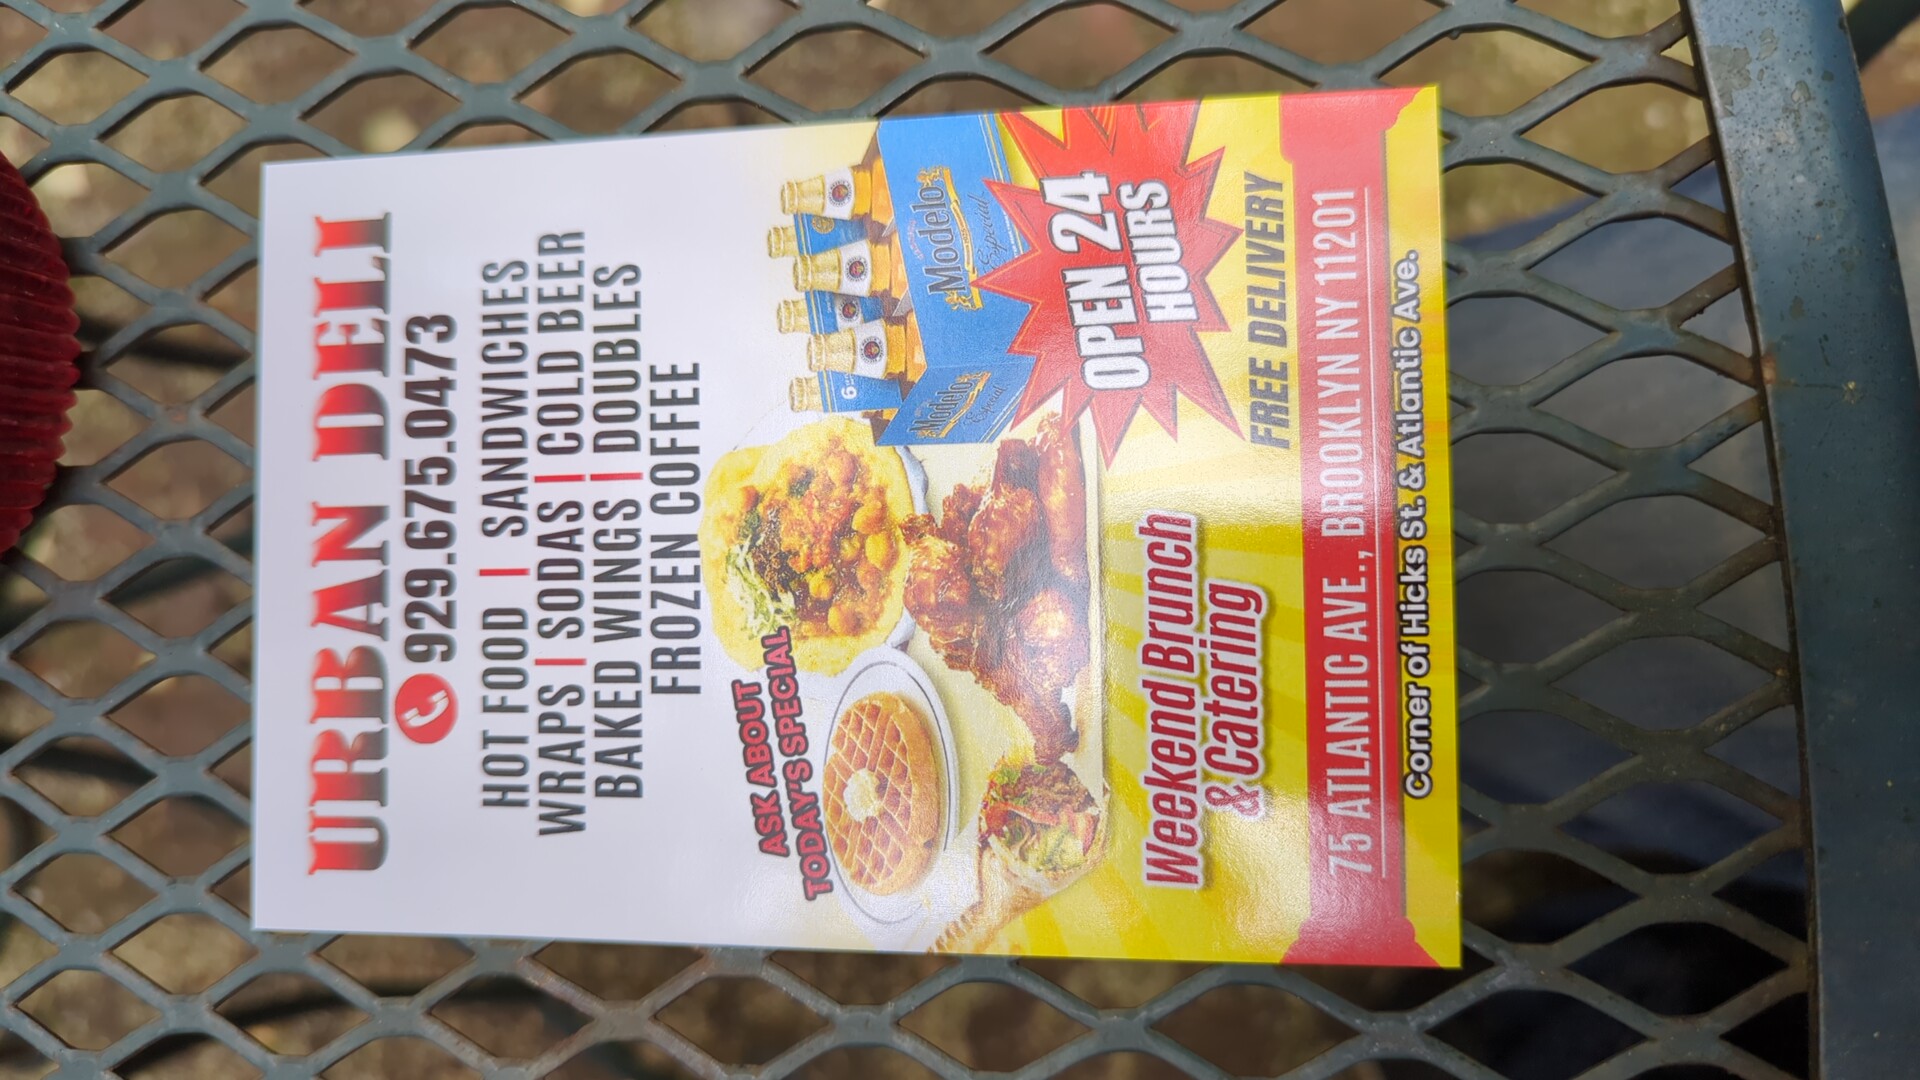 URBAN DELI
929.675.0473
HOT FOOD | SANDWICHES
WRAPS | SODAS | COLD BEER
BAKED WINGS | DOUBLES
FROZEN COFFEE
ASK ABOUT
TODAY'S SPECIAL
6
Modelo
Especial
Modelo
Especial
OPEN 24
HOURS
Weekend Brunch
& Catering
FREE DELIVERY
75 ATLANTIC AVE., BROOKLYN NY 11201
Corner of Hicks St. & Atlantic Ave.